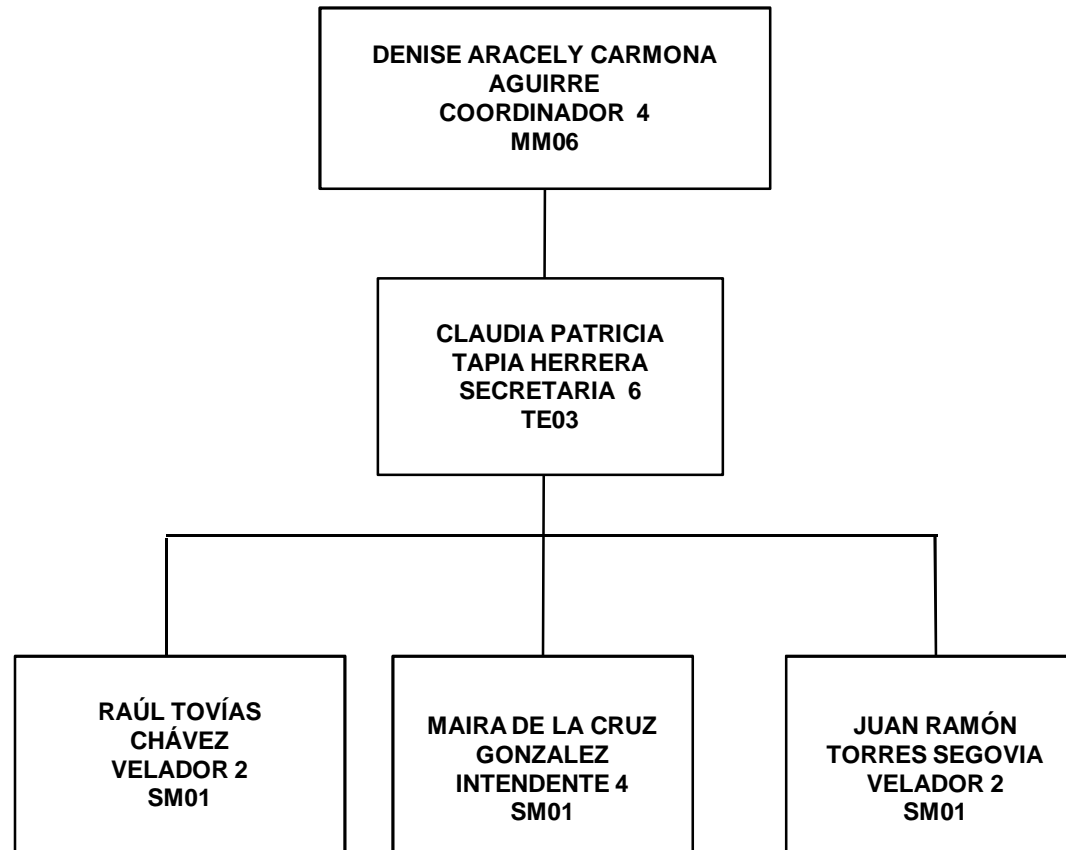 DENISE ARACELY CARMONA
AGUIRRE
COORDINADOR 4
MM06
CLAUDIA PATRICIA
TAPIA HERRERA
SECRETARIA 6
TE03
RAÚL TOVÍAS
CHÁVEZ
VELADOR 2
SM01
MAIRA DE LA CRUZ
GONZALEZ
INTENDENTE 4
SM01
JUAN RAMÓN
TORRES SEGOVIA
VELADOR 2
SM01